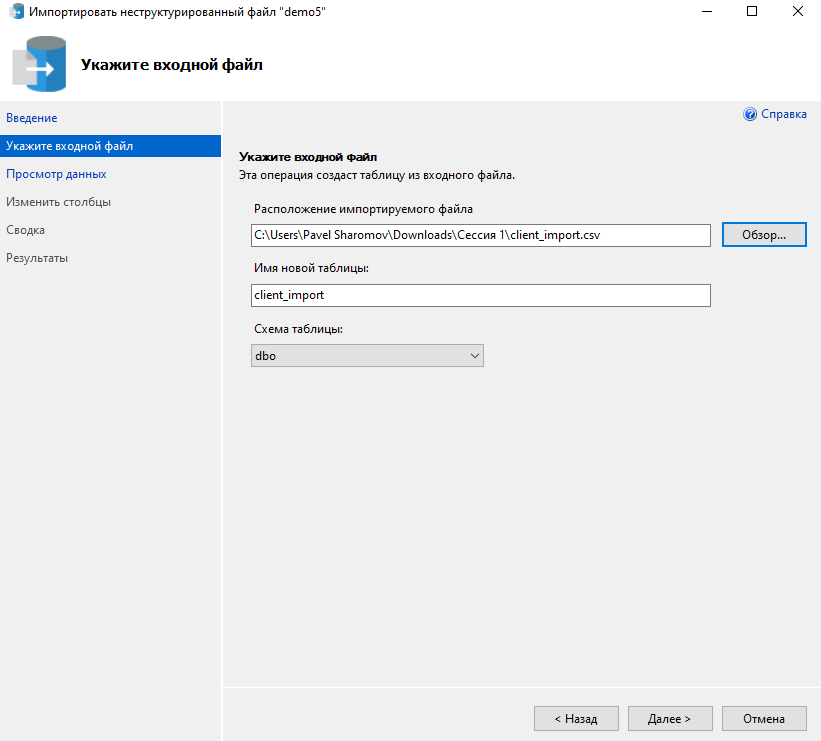 Импортировать неструктурированный файл "demo5"
Укажите входной файл
Введение
Укажите входной файл
Просмотр данных
Изменить столбцы
Сводка
Результаты
Справка
Укажите входной файл
Эта операция создаст таблицу из входного файла.
Расположение импортируемого файла
C:\Users\Pavel Sharomov\Downloads\Сессия 1\client_import.csv
Обзор...
Имя новой таблицы:
client_import
Схема таблицы:
dbo
< Назад
Далее >
Отмена